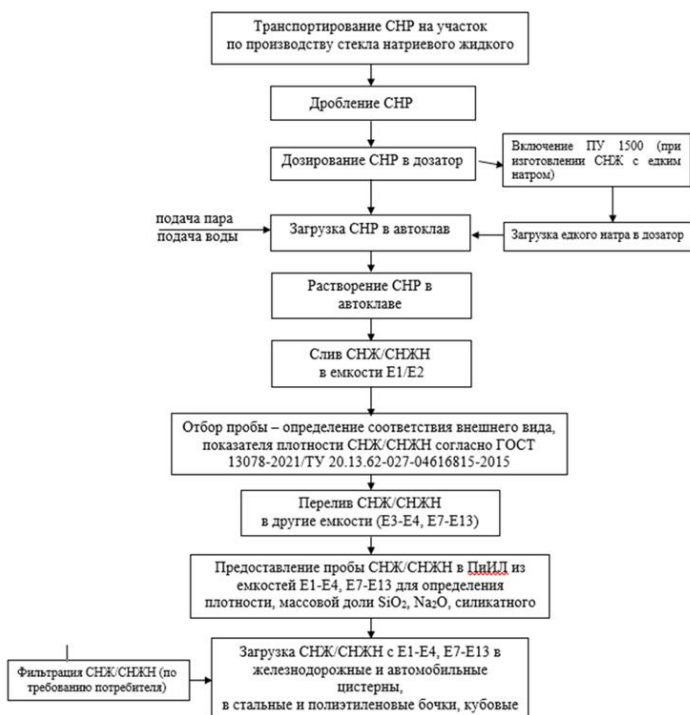 Транспортирование СНР на участок
по производству стекла натриевого жидкого
Дробление СНР
Дозирование СНР в дозатор
Включение ПУ 1500 (при
изготовлении СНЖ с едким
натром)
подача пара
подача воды
Загрузка СНР в автоклав
Загрузка едкого натра в дозатор
Растворение СНР в
автоклаве
Слив СНЖ/СНЖН
в емкости Е1/Е2
Отбор пробы – определение соответствия внешнего вида,
показателя плотности СНЖ/СНЖН согласно ГОСТ
13078-2021/ТУ 20.13.62-027-04616815-2015
Перелив СНЖ/СНЖН
в другие емкости (Е3-Е4, Е7-Е13)
Предоставление пробы СНЖ/СНЖН в ПиИЛ из
емкостей Е1-Е4, Е7-Е13 для определения
плотности, массовой доли SiO₂, Na₂O, силикатного
Фильтрация СНЖ/СНЖН (по
требованию потребителя)
Загрузка СНЖ/СНЖН с Е1-Е4, Е7-Е13 в
железнодорожные и автомобильные
цистерны,
в стальные и полиэтиленовые бочки, кубовые